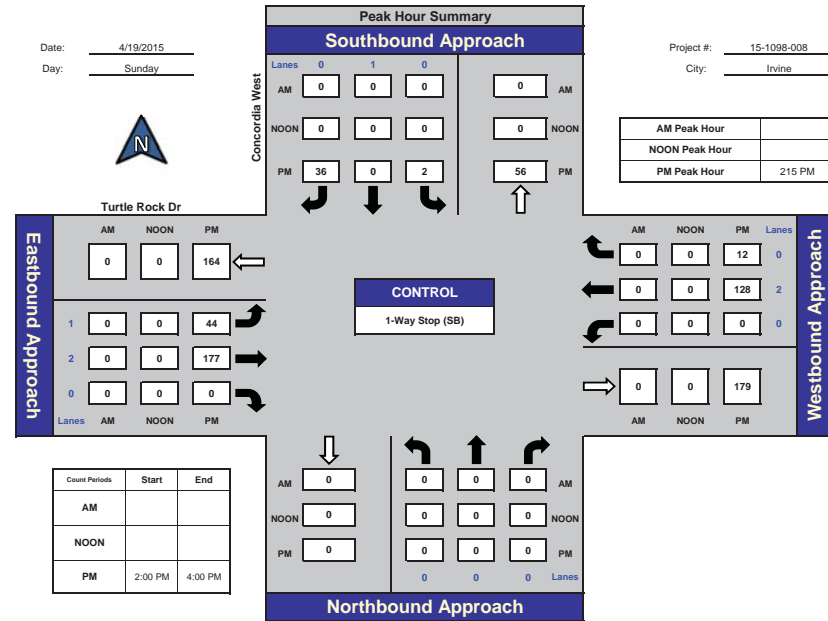 Peak Hour Summary
Southbound Approach
Date: 4/19/2015
Day: Sunday
Project #: 15-1098-008
City: Irvine
Concordia West
Lanes 0 1 0
AM 0 0 0 0 AM
NOON 0 0 0 0 NOON
PM 36 0 2 56 PM
N
AM Peak Hour
NOON Peak Hour
PM Peak Hour 215 PM
Turtle Rock Dr
Eastbound Approach
AM NOON PM
0 0 164
1 0 0 44
2 0 0 177
0 0 0 0
Lanes AM NOON PM
CONTROL
1-Way Stop (SB)
AM NOON PM Lanes
0 0 12 0
0 0 128 2
0 0 0 0
0 0 179
AM NOON PM
Westbound Approach
Count Periods Start End
AM
NOON
PM 2:00 PM 4:00 PM
AM 0 0 0 0 AM
NOON 0 0 0 0 NOON
PM 0 0 0 0 PM
0 0 0 Lanes
Northbound Approach